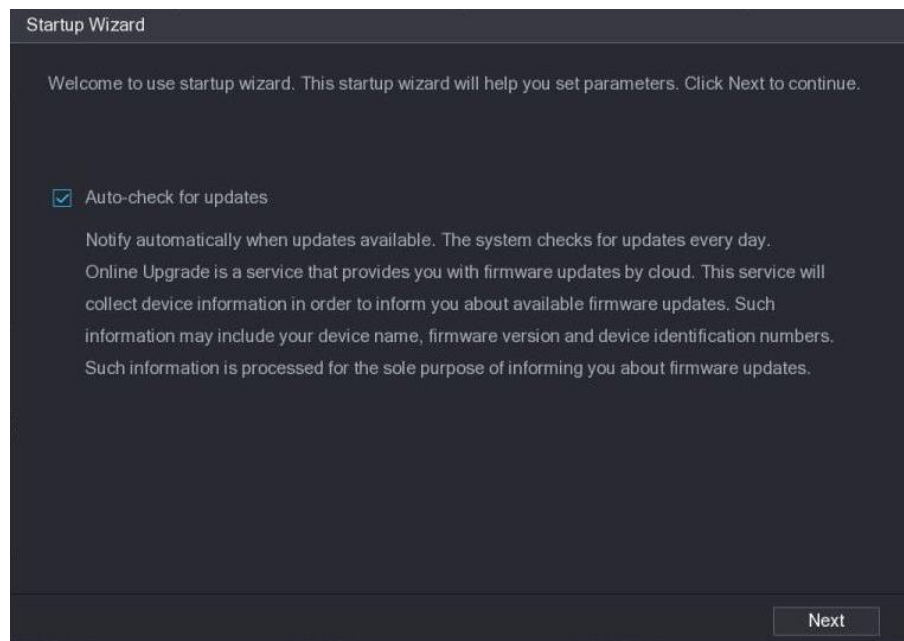 Startup Wizard
Welcome to use startup wizard. This startup wizard will help you set parameters. Click Next to continue.
Auto-check for updates
Notify automatically when updates available. The system checks for updates every day.
Online Upgrade is a service that provides you with firmware updates by cloud. This service will
collect device information in order to inform you about available firmware updates. Such
information may include your device name, firmware version and device identification numbers.
Such information is processed for the sole purpose of informing you about firmware updates.
Next